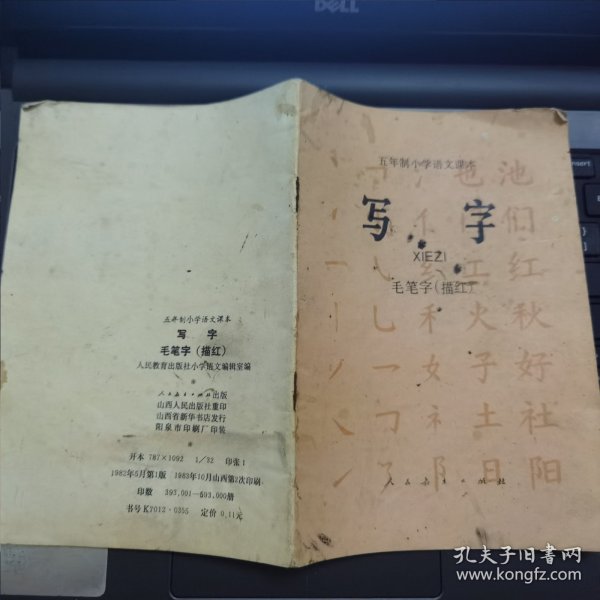 DELL
五年制小学语文课本
写 字
XIEZI
毛笔字(描红)
也 池
们
红
江 红
禾 火 秋
女 子 好
礻 土 社
阝 日 阳
人民教育出版社
五年制小学语文课本
写 字
毛笔字(描红)
人民教育出版社小学语文编辑室编
*
人民教育出版社出版
山西人民出版社重印
山西省新华书店发行
阳泉市印刷厂印装
*
开本 787×1092 1/32 印张1
1982年5月第1版 1983年10月山西第2次印刷
印数 393,001—593,000册
书号 K7012·0355 定价 0.11元
孔夫子旧书网
www.kongfz.com